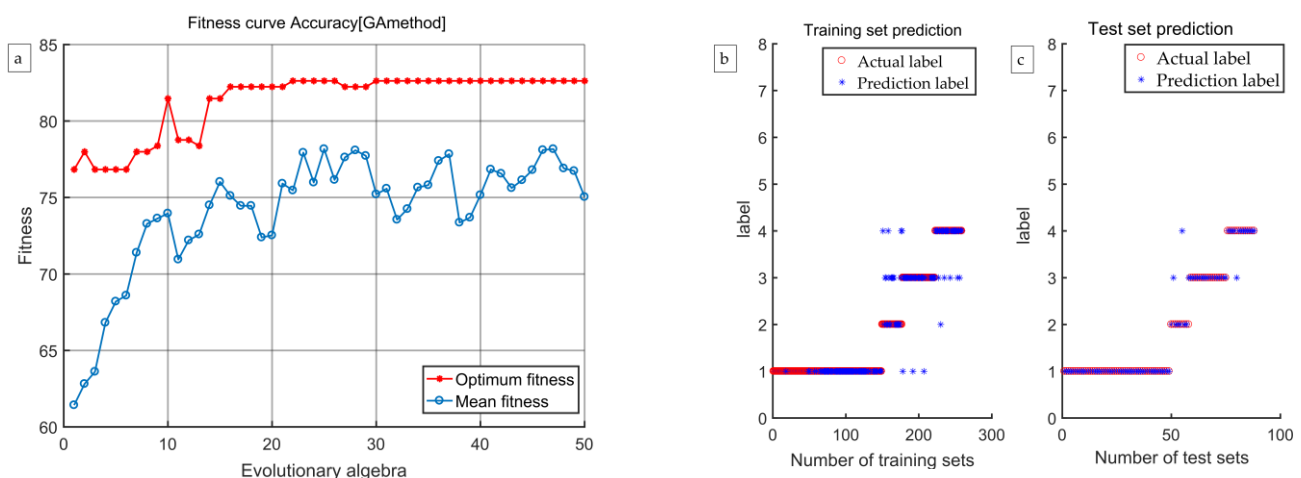 Fitness curve Accuracy[GAmethod]
a
85
80
75
70
65
60
Fitness
0 10 20 30 40 50
Evolutionary algebra
Optimum fitness
Mean fitness
Training set prediction
b
8
7
6
5
4
3
2
1
0
label
Actual label
Prediction label
0 100 200 300
Number of training sets
Test set prediction
c
8
7
6
5
4
3
2
1
0
label
Actual label
Prediction label
0 50 100
Number of test sets